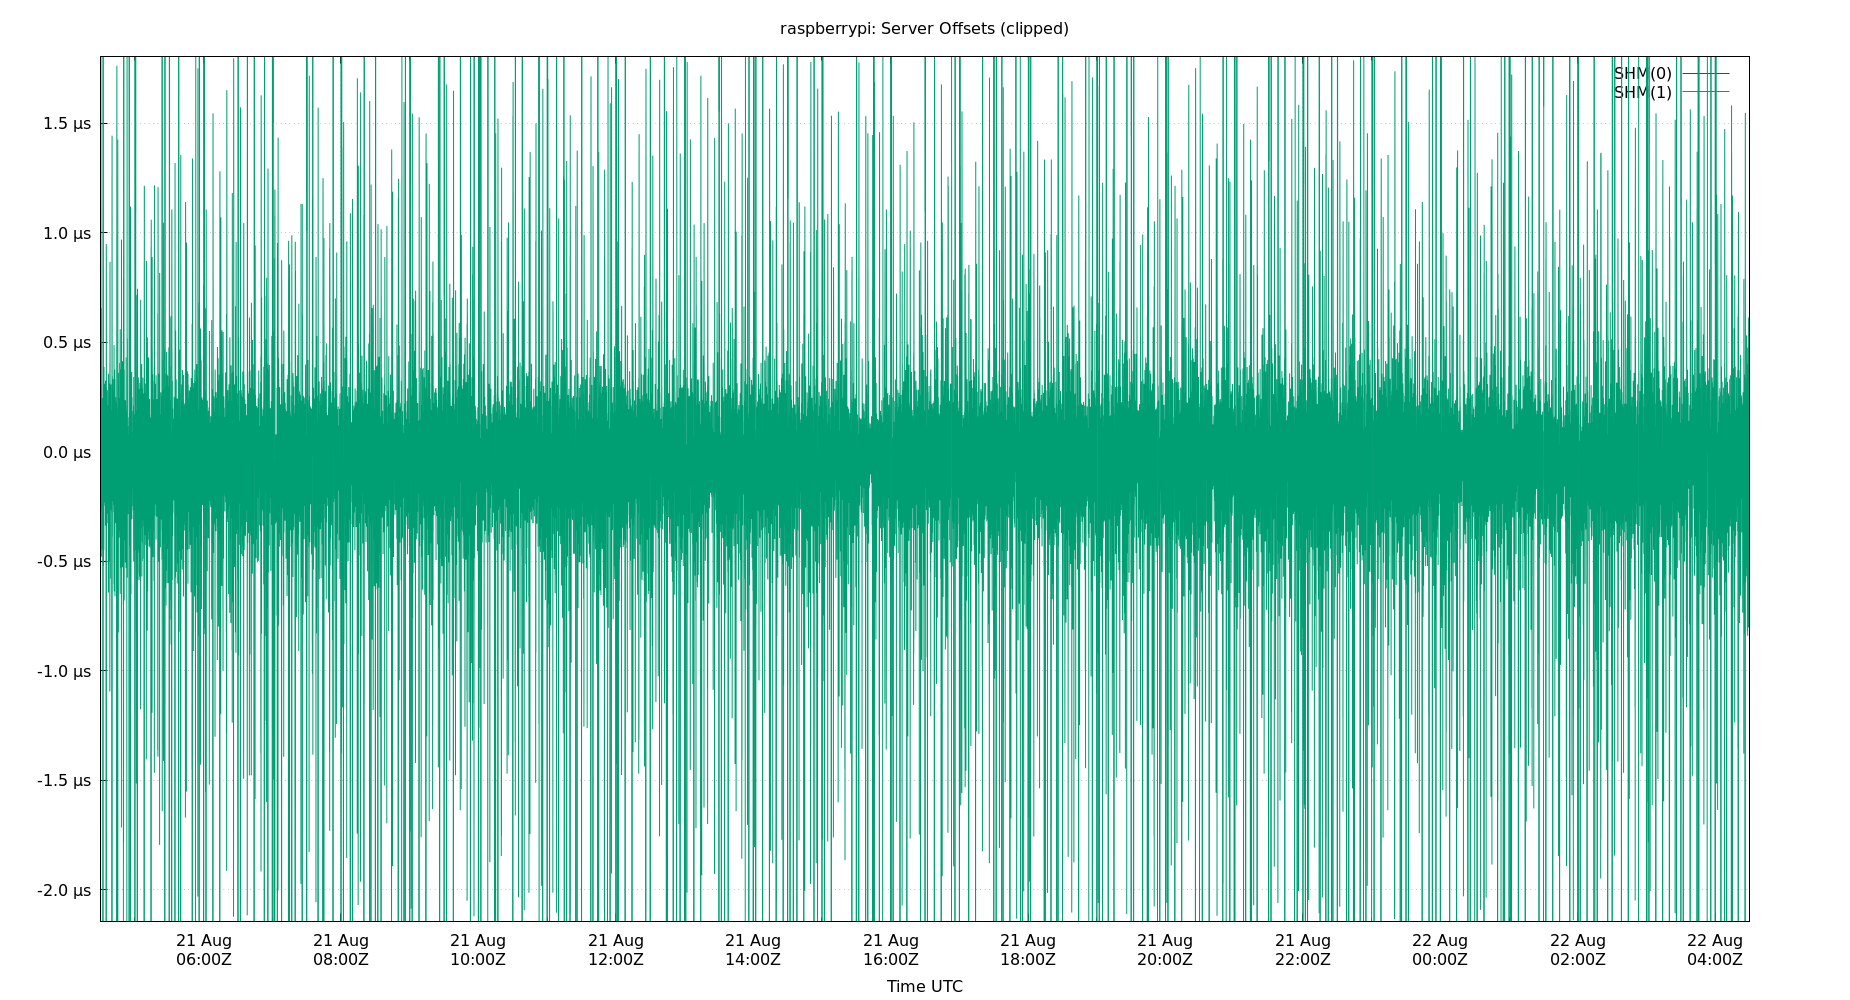 raspberrypi: Server Offsets (clipped)
SHM(0)
SHM(1)
1.5 µs
1.0 µs
0.5 µs
0.0 µs
-0.5 µs
-1.0 µs
-1.5 µs
-2.0 µs
21 Aug 21 Aug 21 Aug 21 Aug 21 Aug 21 Aug 21 Aug 21 Aug 21 Aug 22 Aug 22 Aug 22 Aug
06:00Z 08:00Z 10:00Z 12:00Z 14:00Z 16:00Z 18:00Z 20:00Z 22:00Z 00:00Z 02:00Z 04:00Z
Time UTC